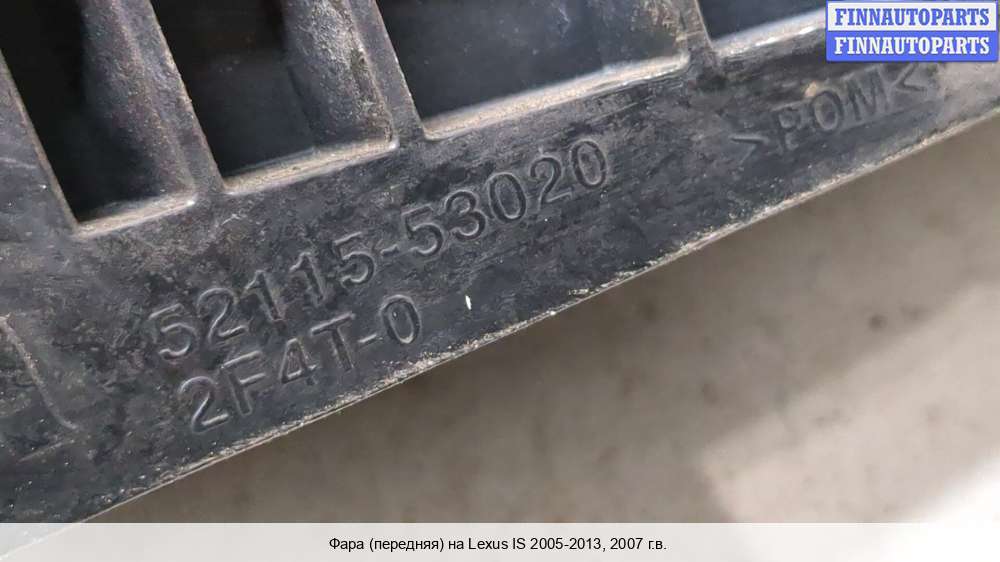 FINNAUTOPARTS
FINNAUTOPARTS
>POM<
52115-53020
2F4T-0
Фара (передняя) на Lexus IS 2005-2013, 2007 г.в.